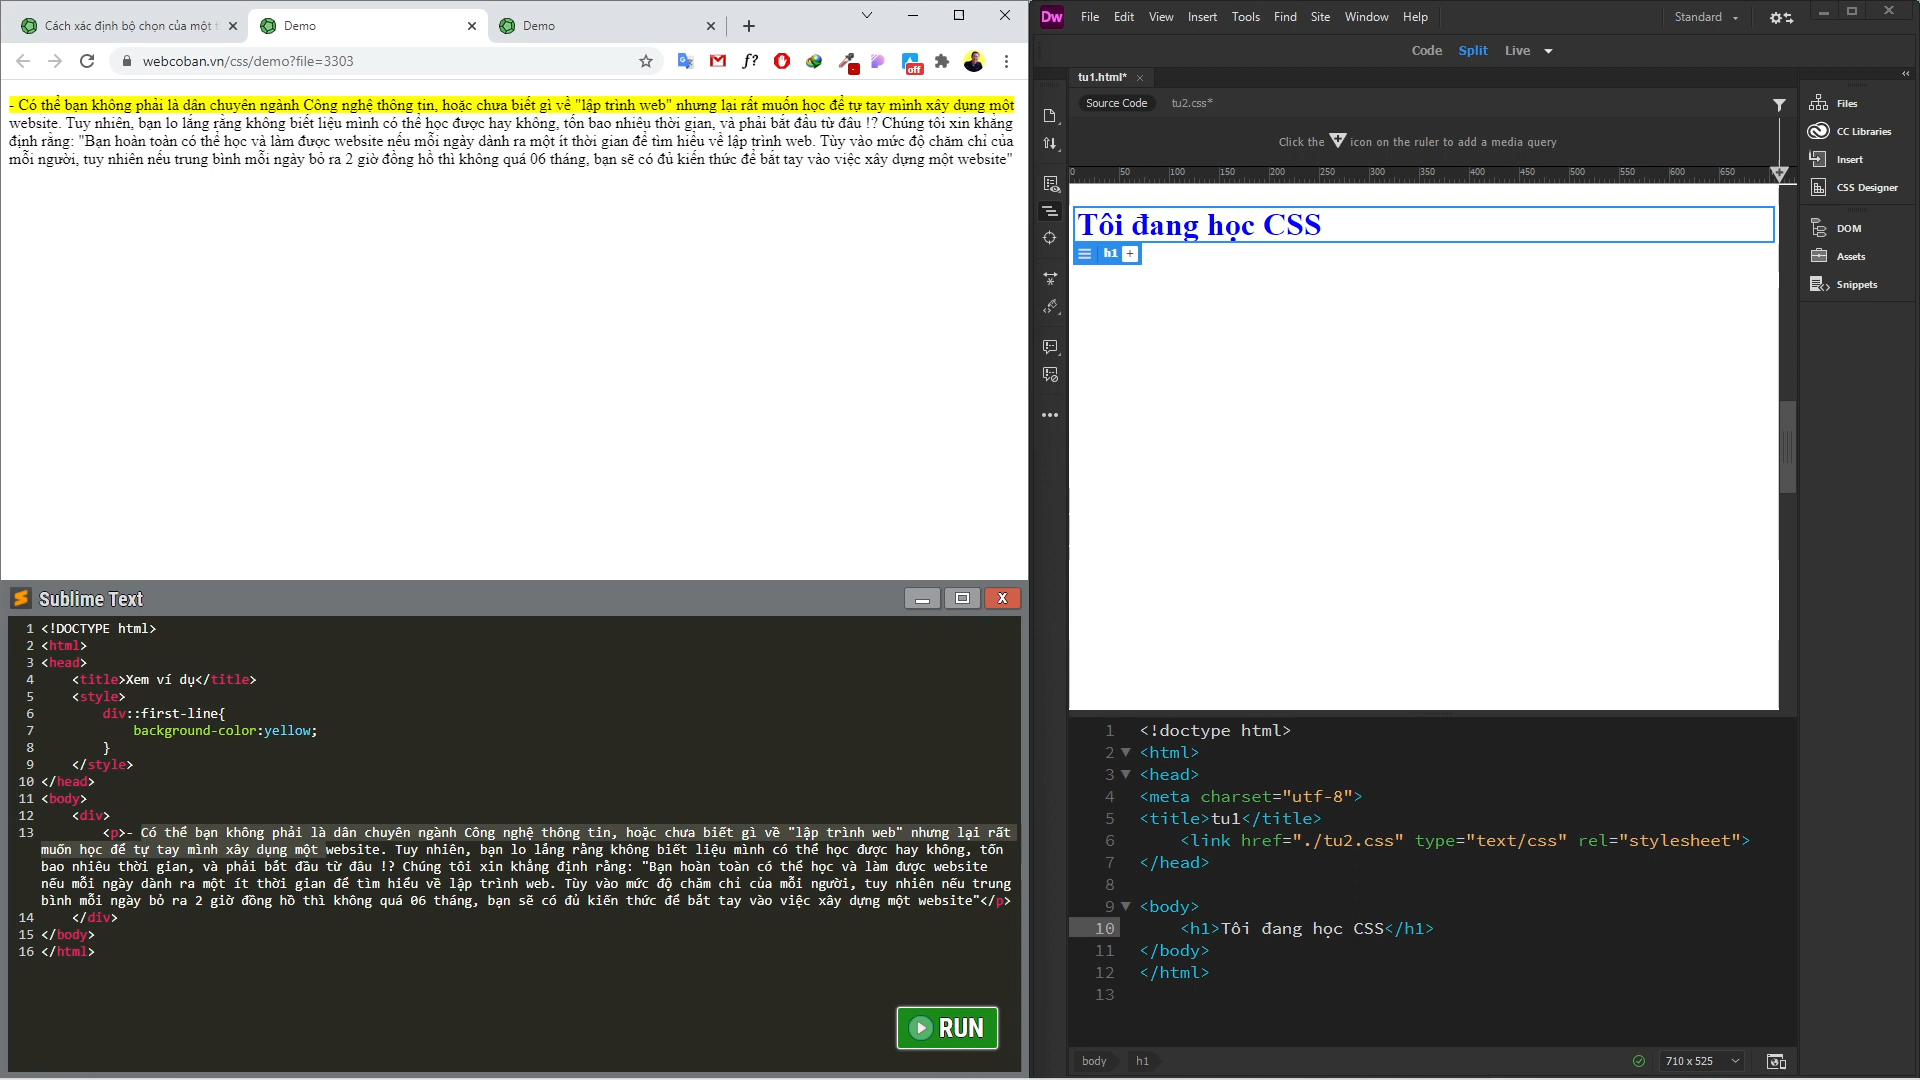 Cách xác định bộ chọn của một t
Demo
Demo
webcoban.vn/css/demo?file=3303
f?
off
- Có thể bạn không phải là dân chuyên ngành Công nghệ thông tin, hoặc chưa biết gì về "lập trình web" nhưng lại rất muốn học để tự tay mình xây dụng một
website. Tuy nhiên, bạn lo lắng rằng không biết liệu mình có thể học được hay không, tốn bao nhiêu thời gian, và phải bắt đầu từ đâu !? Chúng tôi xin khẳng
định rằng: "Bạn hoàn toàn có thể học và làm được website nếu mỗi ngày dành ra một ít thời gian để tìm hiểu về lập trình web. Tùy vào mức độ chăm chỉ của
mỗi người, tuy nhiên nếu trung bình mỗi ngày bỏ ra 2 giờ đồng hồ thì không quá 06 tháng, bạn sẽ có đủ kiến thức để bắt tay vào việc xây dựng một website"
Sublime Text
X
1 <!DOCTYPE html>
2 <html>
3 <head>
4 <title>Xem ví dụ</title>
5 <style>
6 div::first-line{
7 background-color:yellow;
8 }
9 </style>
10 </head>
11 <body>
12 <div>
13 <p>- Có thể bạn không phải là dân chuyên ngành Công nghệ thông tin, hoặc chưa biết gì về "lập trình web" nhưng lại rất
muốn học để tự tay mình xây dụng một website. Tuy nhiên, bạn lo lắng rằng không biết liệu mình có thể học được hay không, tốn
bao nhiêu thời gian, và phải bắt đầu từ đâu !? Chúng tôi xin khẳng định rằng: "Bạn hoàn toàn có thể học và làm được website
nếu mỗi ngày dành ra một ít thời gian để tìm hiểu về lập trình web. Tùy vào mức độ chăm chỉ của mỗi người, tuy nhiên nếu trung
bình mỗi ngày bỏ ra 2 giờ đồng hồ thì không quá 06 tháng, bạn sẽ có đủ kiến thức để bắt tay vào việc xây dựng một website"</p>
14 </div>
15 </body>
16 </html>
RUN
Dw File Edit View Insert Tools Find Site Window Help Standard
Code Split Live
tu1.html*
Source Code tu2.css*
Click the icon on the ruler to add a media query
0 50 100 150 200 250 300 350 400 450 500 550 600 650
Tôi đang học CSS
h1 +
Files
CC Libraries
Insert
CSS Designer
DOM
Assets
Snippets
1 <!doctype html>
2 <html>
3 <head>
4 <meta charset="utf-8">
5 <title>tu1</title>
6 <link href="./tu2.css" type="text/css" rel="stylesheet">
7 </head>
8
9 <body>
10 <h1>Tôi đang học CSS</h1>
11 </body>
12 </html>
13
body h1 710 x 525